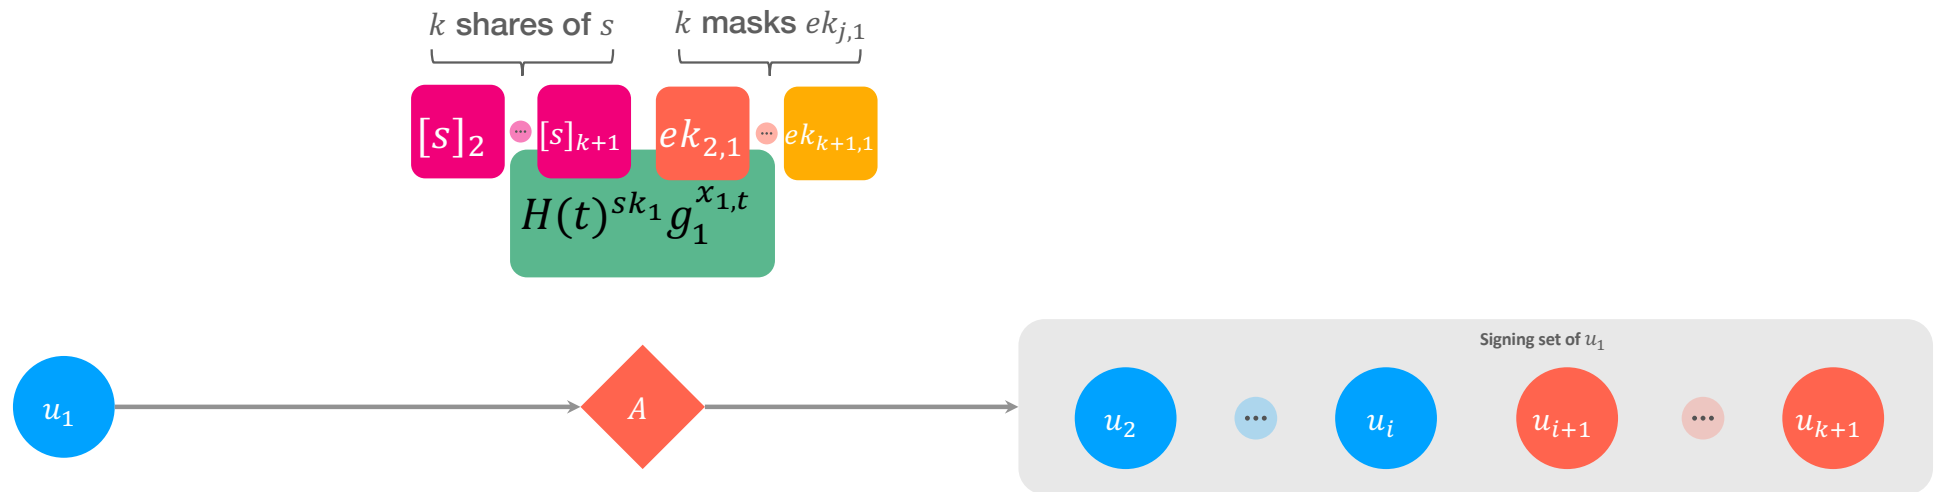 k shares of s
k masks ek_{j,1}
[s]_2 ... [s]_{k+1} ek_{2,1} ... ek_{k+1,1}
H(t)^{sk_1} g_1^{x_{1,t}}
Signing set of u_1
u_1 A u_2 ... u_i u_{i+1} ... u_{k+1}